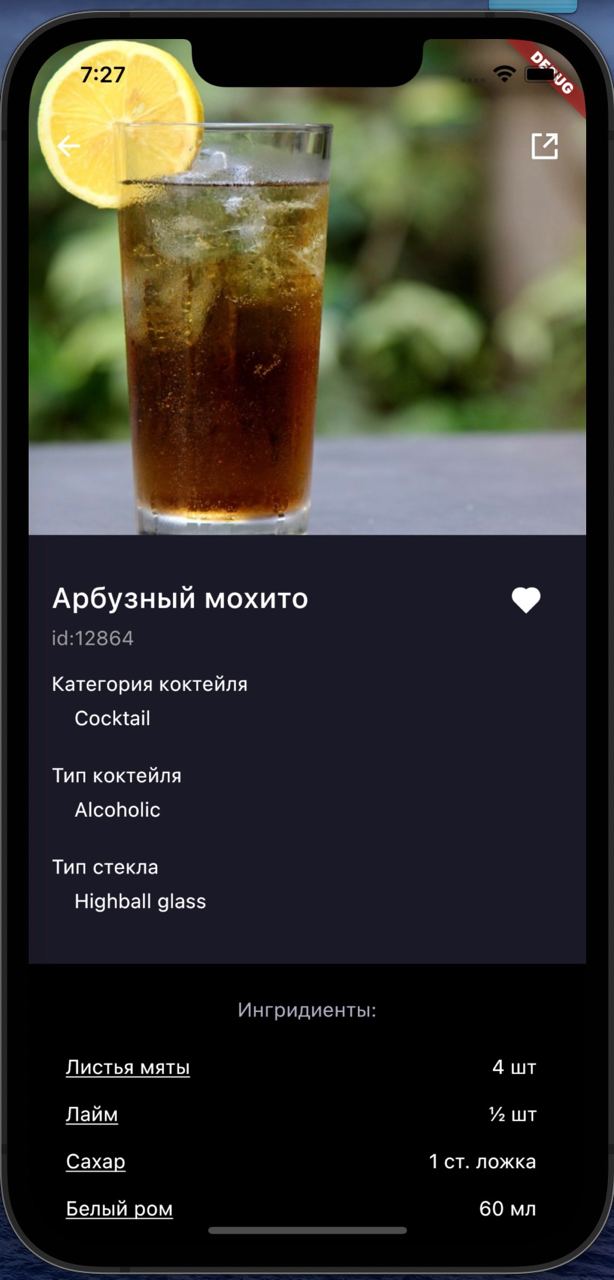 7:27
DEBUG
Арбузный мохито
id:12864
Категория коктейля
Cocktail
Тип коктейля
Alcoholic
Тип стекла
Highball glass
Ингридиенты:
Листья мяты 4 шт
Лайм ½ шт
Сахар 1 ст. ложка
Белый ром 60 мл